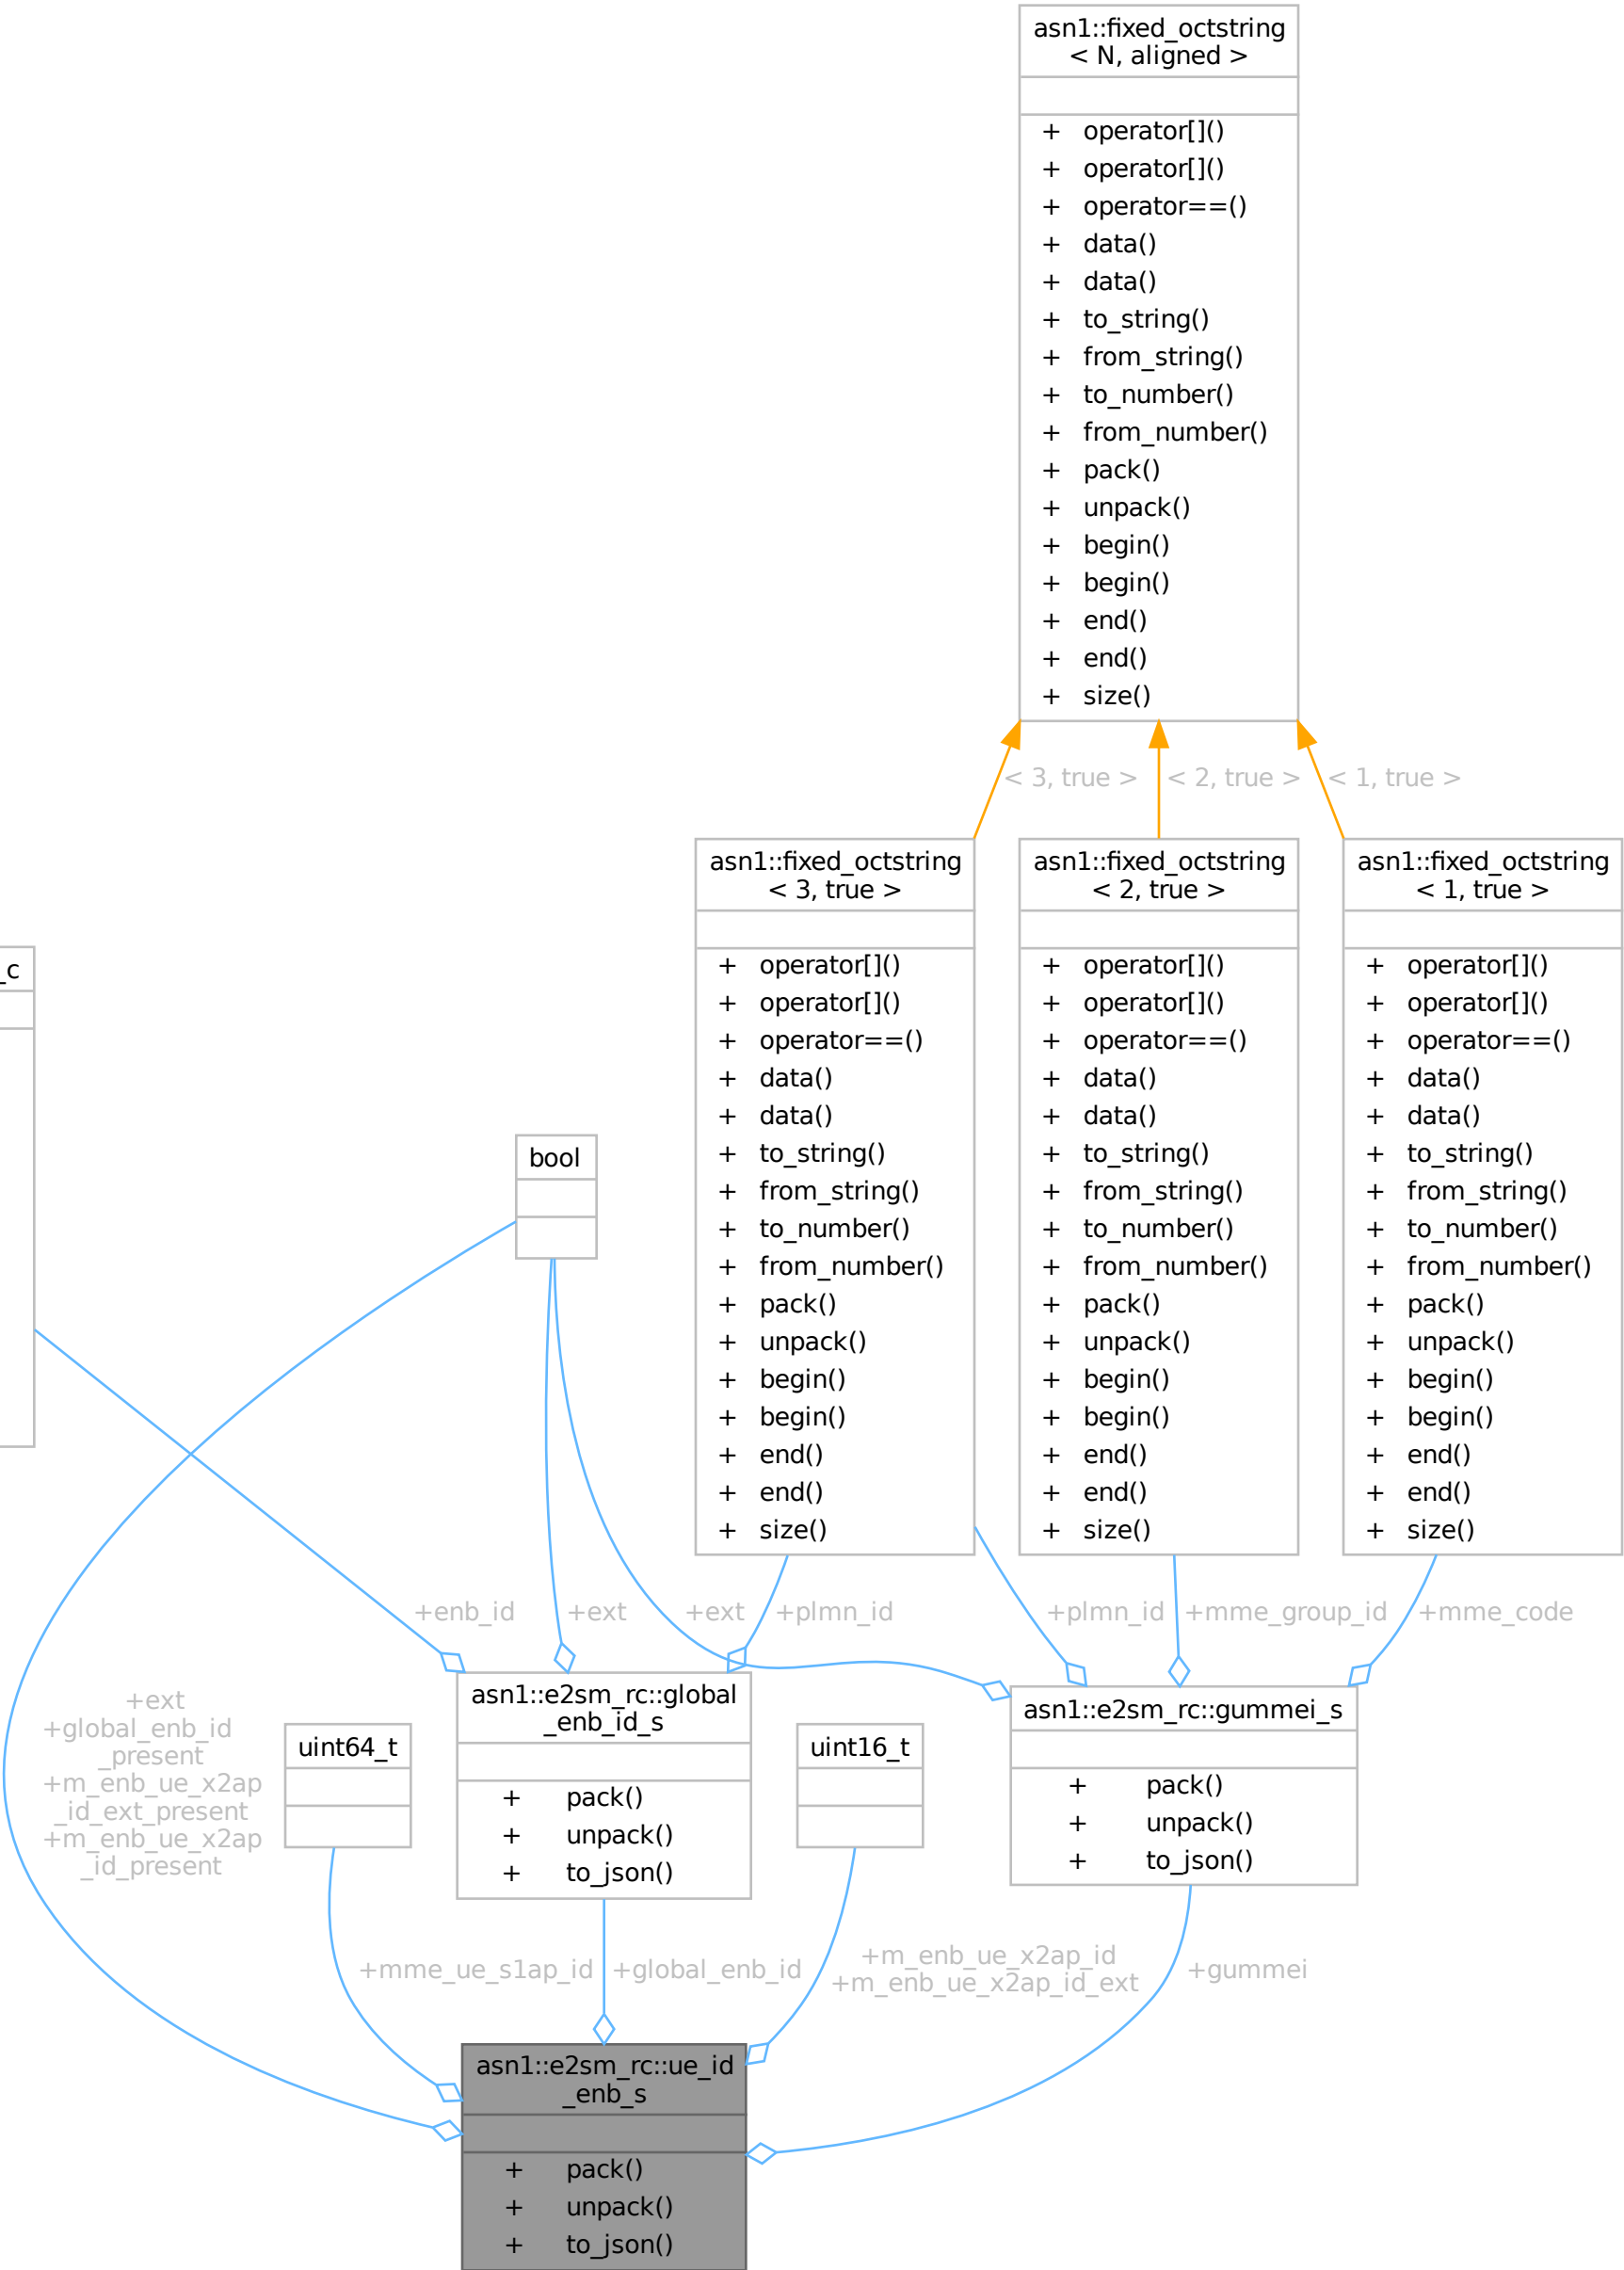 asn1::fixed_octstring
< N, aligned >
+ operator[]()
+ operator[]()
+ operator==()
+ data()
+ data()
+ to_string()
+ from_string()
+ to_number()
+ from_number()
+ pack()
+ unpack()
+ begin()
+ begin()
+ end()
+ end()
+ size()
< 3, true >
< 2, true >
< 1, true >
asn1::fixed_octstring
< 3, true >
+ operator[]()
+ operator[]()
+ operator==()
+ data()
+ data()
+ to_string()
+ from_string()
+ to_number()
+ from_number()
+ pack()
+ unpack()
+ begin()
+ begin()
+ end()
+ end()
+ size()
asn1::fixed_octstring
< 2, true >
+ operator[]()
+ operator[]()
+ operator==()
+ data()
+ data()
+ to_string()
+ from_string()
+ to_number()
+ from_number()
+ pack()
+ unpack()
+ begin()
+ begin()
+ end()
+ end()
+ size()
asn1::fixed_octstring
< 1, true >
+ operator[]()
+ operator[]()
+ operator==()
+ data()
+ data()
+ to_string()
+ from_string()
+ to_number()
+ from_number()
+ pack()
+ unpack()
+ begin()
+ begin()
+ end()
+ end()
+ size()
_c
bool
+enb_id
+ext
+ext
+plmn_id
+plmn_id
+mme_group_id
+mme_code
+ext
+global_enb_id
_present
+m_enb_ue_x2ap
_id_ext_present
+m_enb_ue_x2ap
_id_present
uint64_t
asn1::e2sm_rc::global
_enb_id_s
+ pack()
+ unpack()
+ to_json()
uint16_t
asn1::e2sm_rc::gummei_s
+ pack()
+ unpack()
+ to_json()
+mme_ue_s1ap_id
+global_enb_id
+m_enb_ue_x2ap_id
+m_enb_ue_x2ap_id_ext
+gummei
asn1::e2sm_rc::ue_id
_enb_s
+ pack()
+ unpack()
+ to_json()